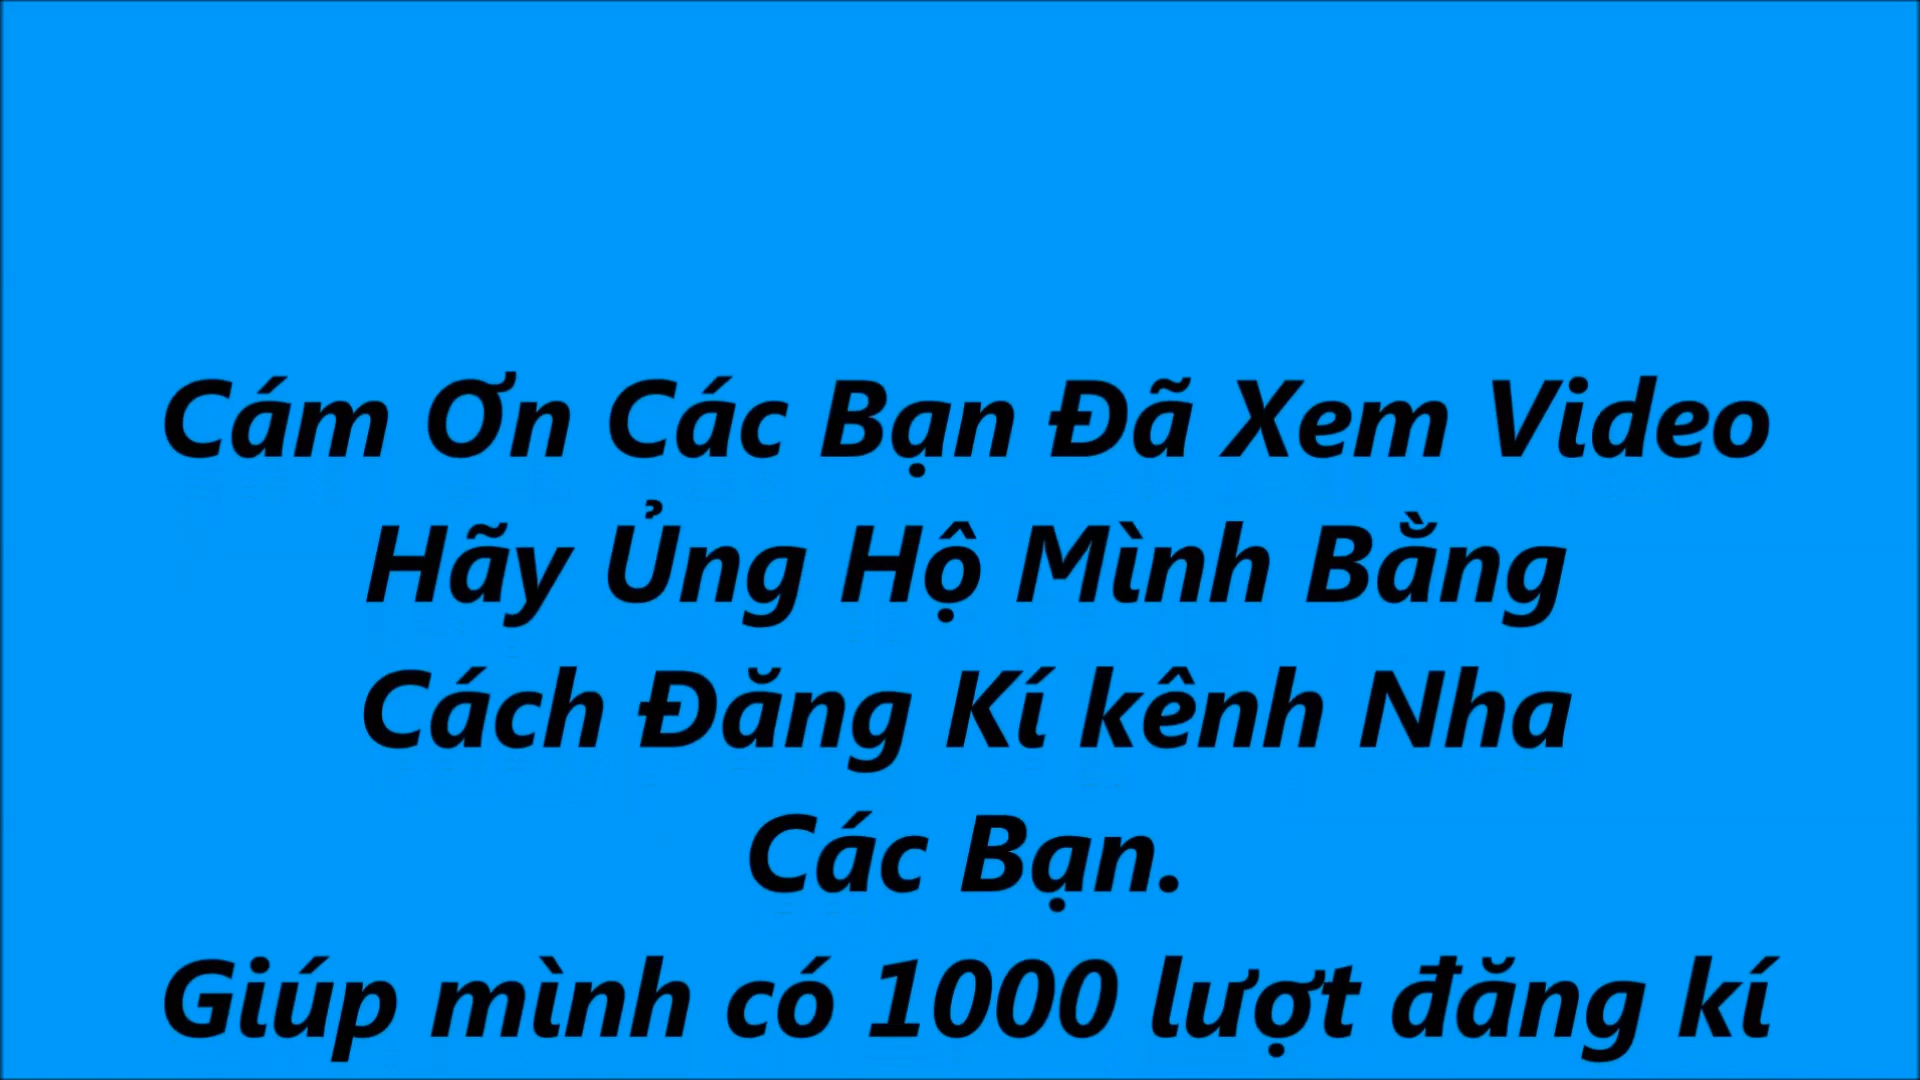 Cám Ơn Các Bạn Đã Xem Video
Hãy Ủng Hộ Mình Bằng
Cách Đăng Kí kênh Nha
Các Bạn.
Giúp mình có 1000 lượt đăng kí